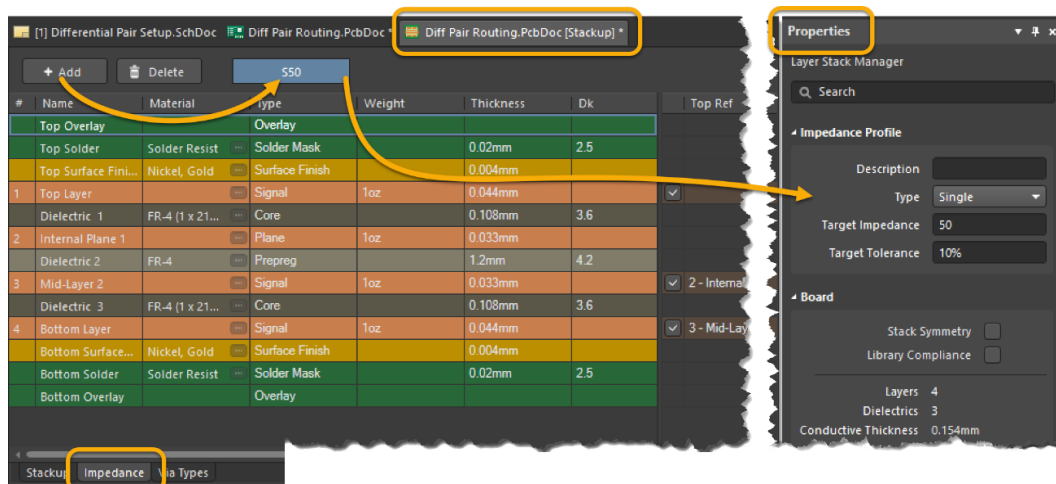 [1] Differential Pair Setup.SchDoc Diff Pair Routing.PcbDoc * Diff Pair Routing.PcbDoc [Stackup] *
+ Add Delete S50
# Name Material Type Weight Thickness Dk Top Ref
Top Overlay Overlay
Top Solder Solder Resist Solder Mask 0.02mm 2.5
Top Surface Fini... Nickel, Gold Surface Finish 0.004mm
1 Top Layer Signal 1oz 0.044mm
Dielectric 1 FR-4 (1 x 21... Core 0.108mm 3.6
2 Internal Plane 1 Plane 1oz 0.033mm
Dielectric 2 FR-4 Prepreg 1.2mm 4.2
3 Mid-Layer 2 Signal 1oz 0.033mm 2 - Internal
Dielectric 3 FR-4 (1 x 21... Core 0.108mm 3.6
4 Bottom Layer Signal 1oz 0.044mm 3 - Mid-Lay
Bottom Surface... Nickel, Gold Surface Finish 0.004mm
Bottom Solder Solder Resist Solder Mask 0.02mm 2.5
Bottom Overlay Overlay
Stackup Impedance Via Types
Properties
Layer Stack Manager
Search
Impedance Profile
Description
Type Single
Target Impedance 50
Target Tolerance 10%
Board
Stack Symmetry
Library Compliance
Layers 4
Dielectrics 3
Conductive Thickness 0.154mm